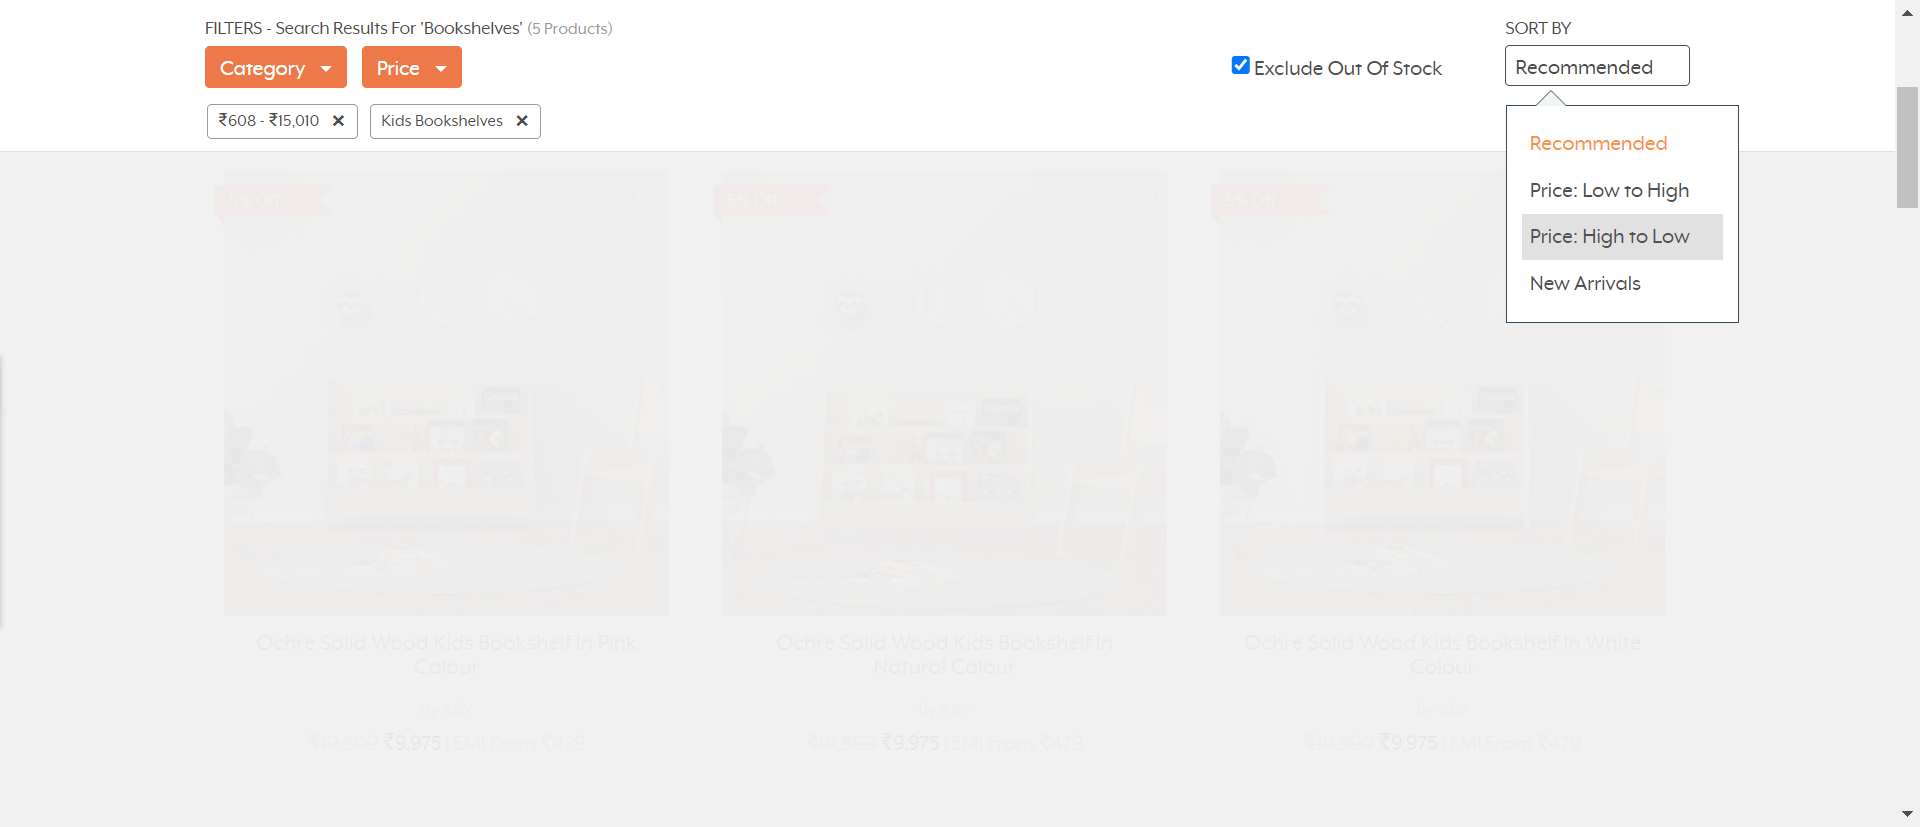 FILTERS - Search Results For 'Bookshelves' (5 Products)
SORT BY
Category
Price
Exclude Out Of Stock
Recommended
₹608 - ₹15,010 ✕
Kids Bookshelves ✕
Recommended
Price: Low to High
Price: High to Low
New Arrivals
5% Off
5% Off
5% Off
Ochre Solid Wood Kids Bookshelf In Pink
Colour
By X&Y
₹10,500 ₹9,975 | EMI From ₹479
Ochre Solid Wood Kids Bookshelf In
Natural Colour
By X&Y
₹10,500 ₹9,975 | EMI From ₹479
Ochre Solid Wood Kids Bookshelf In White
Colour
By X&Y
₹10,500 ₹9,975 | EMI From ₹479